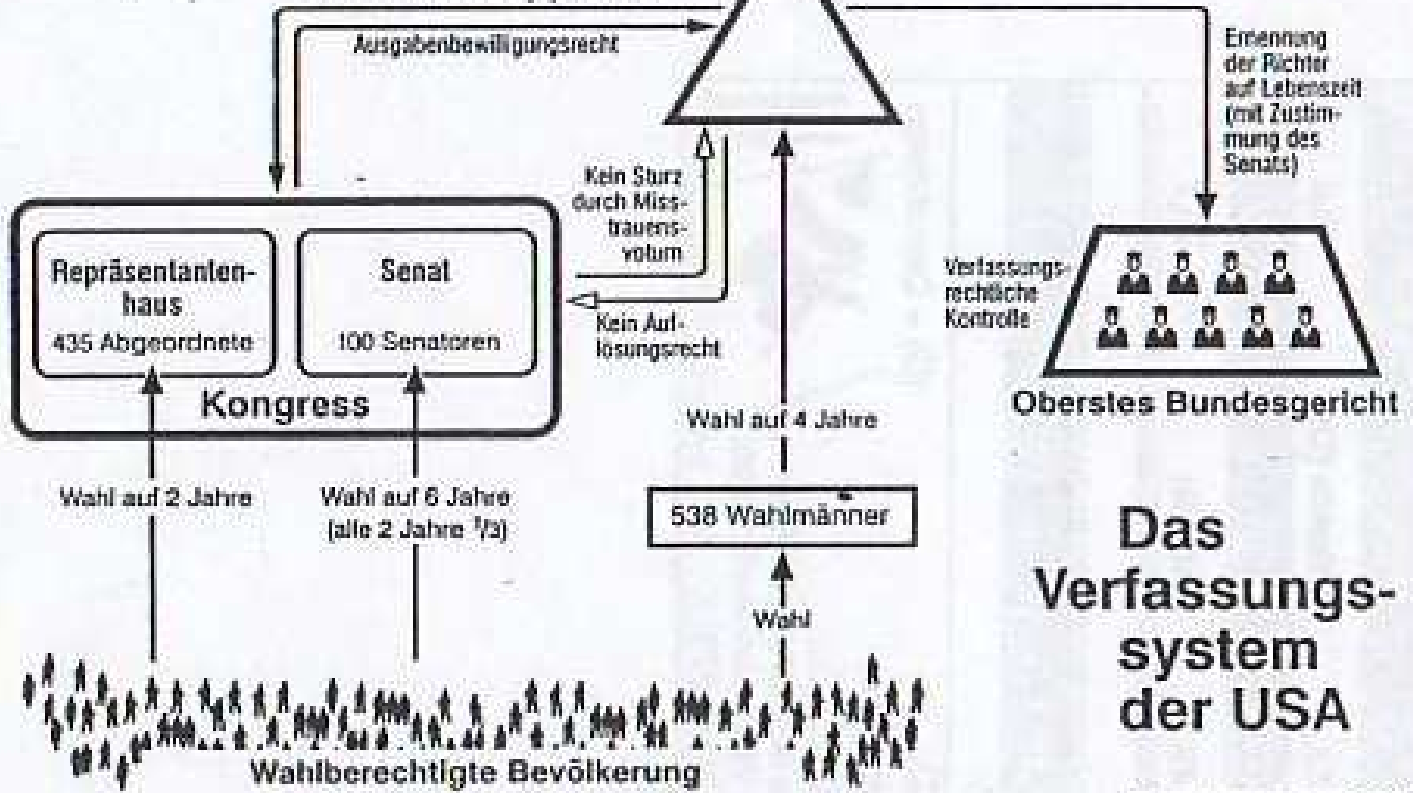 Ausgabenbewilligungsrecht
Ernennung
der Richter
auf Lebenszeit
(mit Zustim-
mung des
Senats)
Kein Sturz
durch Miss-
trauens-
votum
Kein Auf-
lösungsrecht
Repräsentanten-
haus
435 Abgeordnete
Senat
100 Senatoren
Kongress
Verfassungs-
rechtliche
Kontrolle
Oberstes Bundesgericht
Wahl auf 4 Jahre
Wahl auf 2 Jahre
Wahl auf 6 Jahre
(alle 2 Jahre 1/3)
538 Wahlmänner
Wahl
Das
Verfassungs-
system
der USA
Wahlberechtigte Bevölkerung